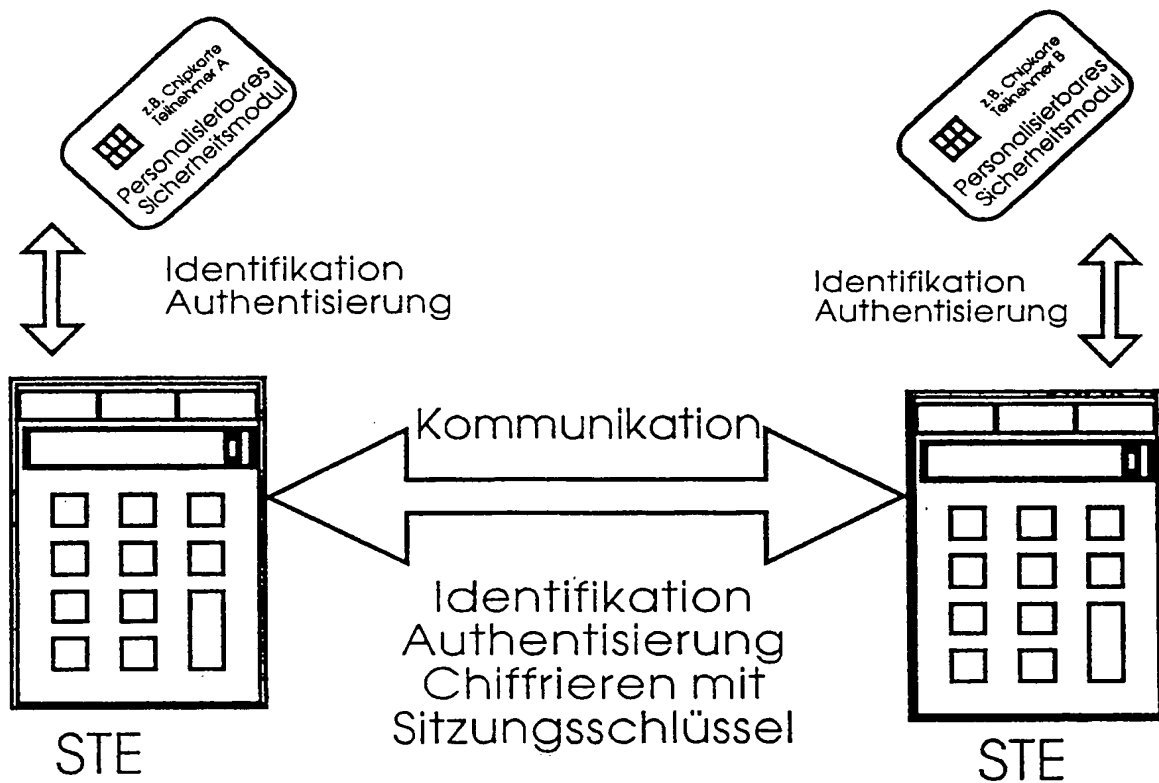 z.B. Chipkarte
Teilnehmer A
Personalisierbares
Sicherheitsmodul
z.B. Chipkarte
Teilnehmer B
Personalisierbares
Sicherheitsmodul
Identifikation
Authentisierung
Identifikation
Authentisierung
Kommunikation
Identifikation
Authentisierung
Chiffrieren mit
Sitzungsschlüssel
STE
STE